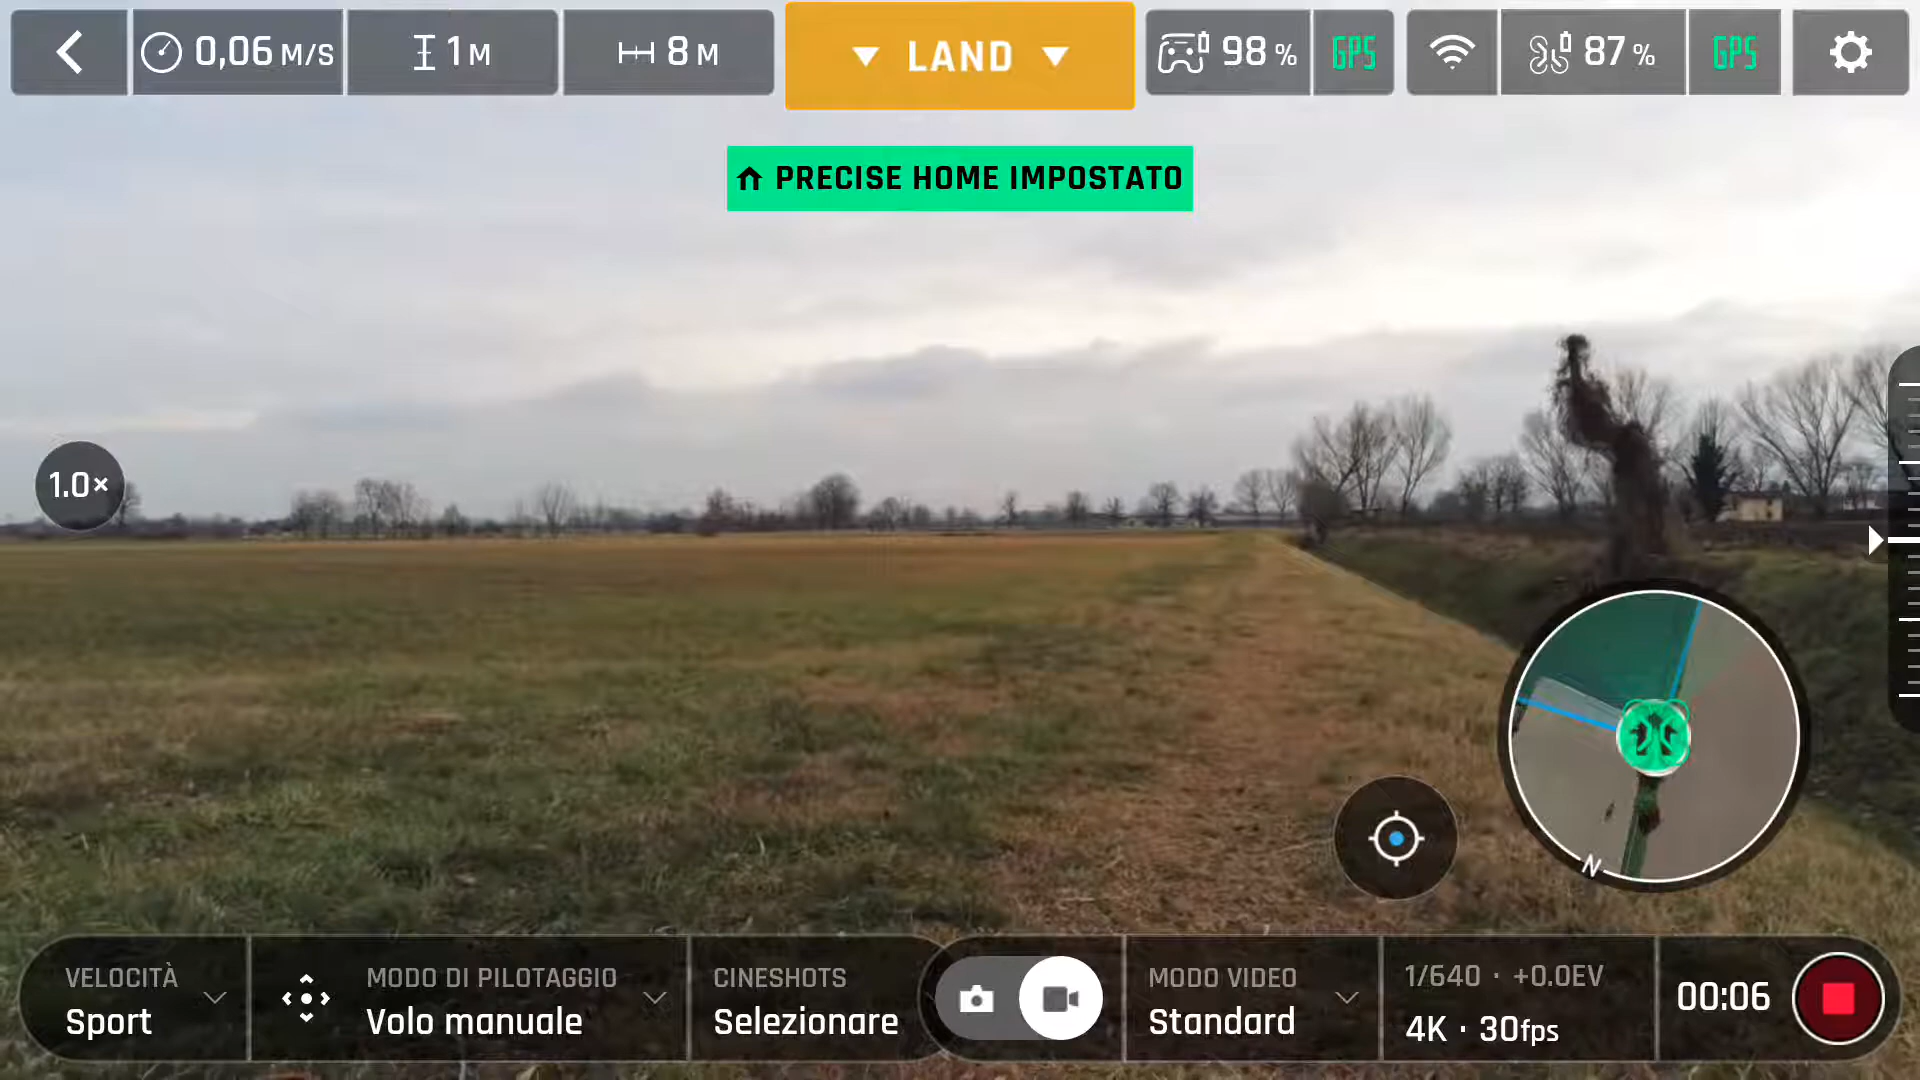 0,06 M/S
1 M
8 M
▼ LAND ▼
98 %
GPS
87 %
GPS
PRECISE HOME IMPOSTATO
1.0×
N
VELOCITÀ
Sport
MODO DI PILOTAGGIO
Volo manuale
CINESHOTS
Selezionare
MODO VIDEO
Standard
1/640 · +0.0EV
4K · 30fps
00:06